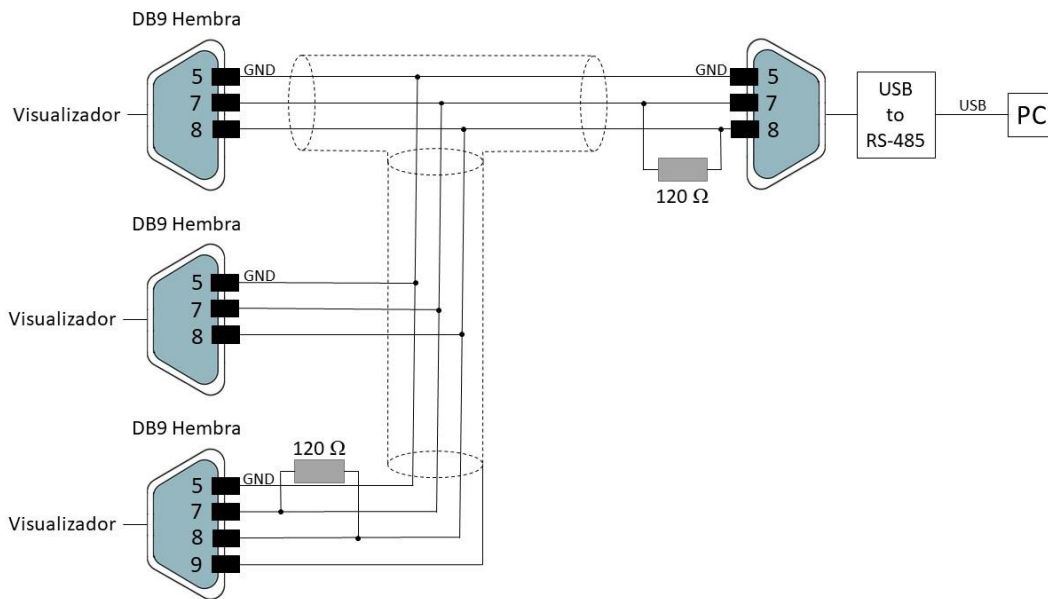 DB9 Hembra
Visualizador
5
GND
7
8
GND
5
7
8
120 Ω
USB
to
RS-485
USB
PC
DB9 Hembra
Visualizador
5
GND
7
8
DB9 Hembra
Visualizador
120 Ω
5
GND
7
8
9